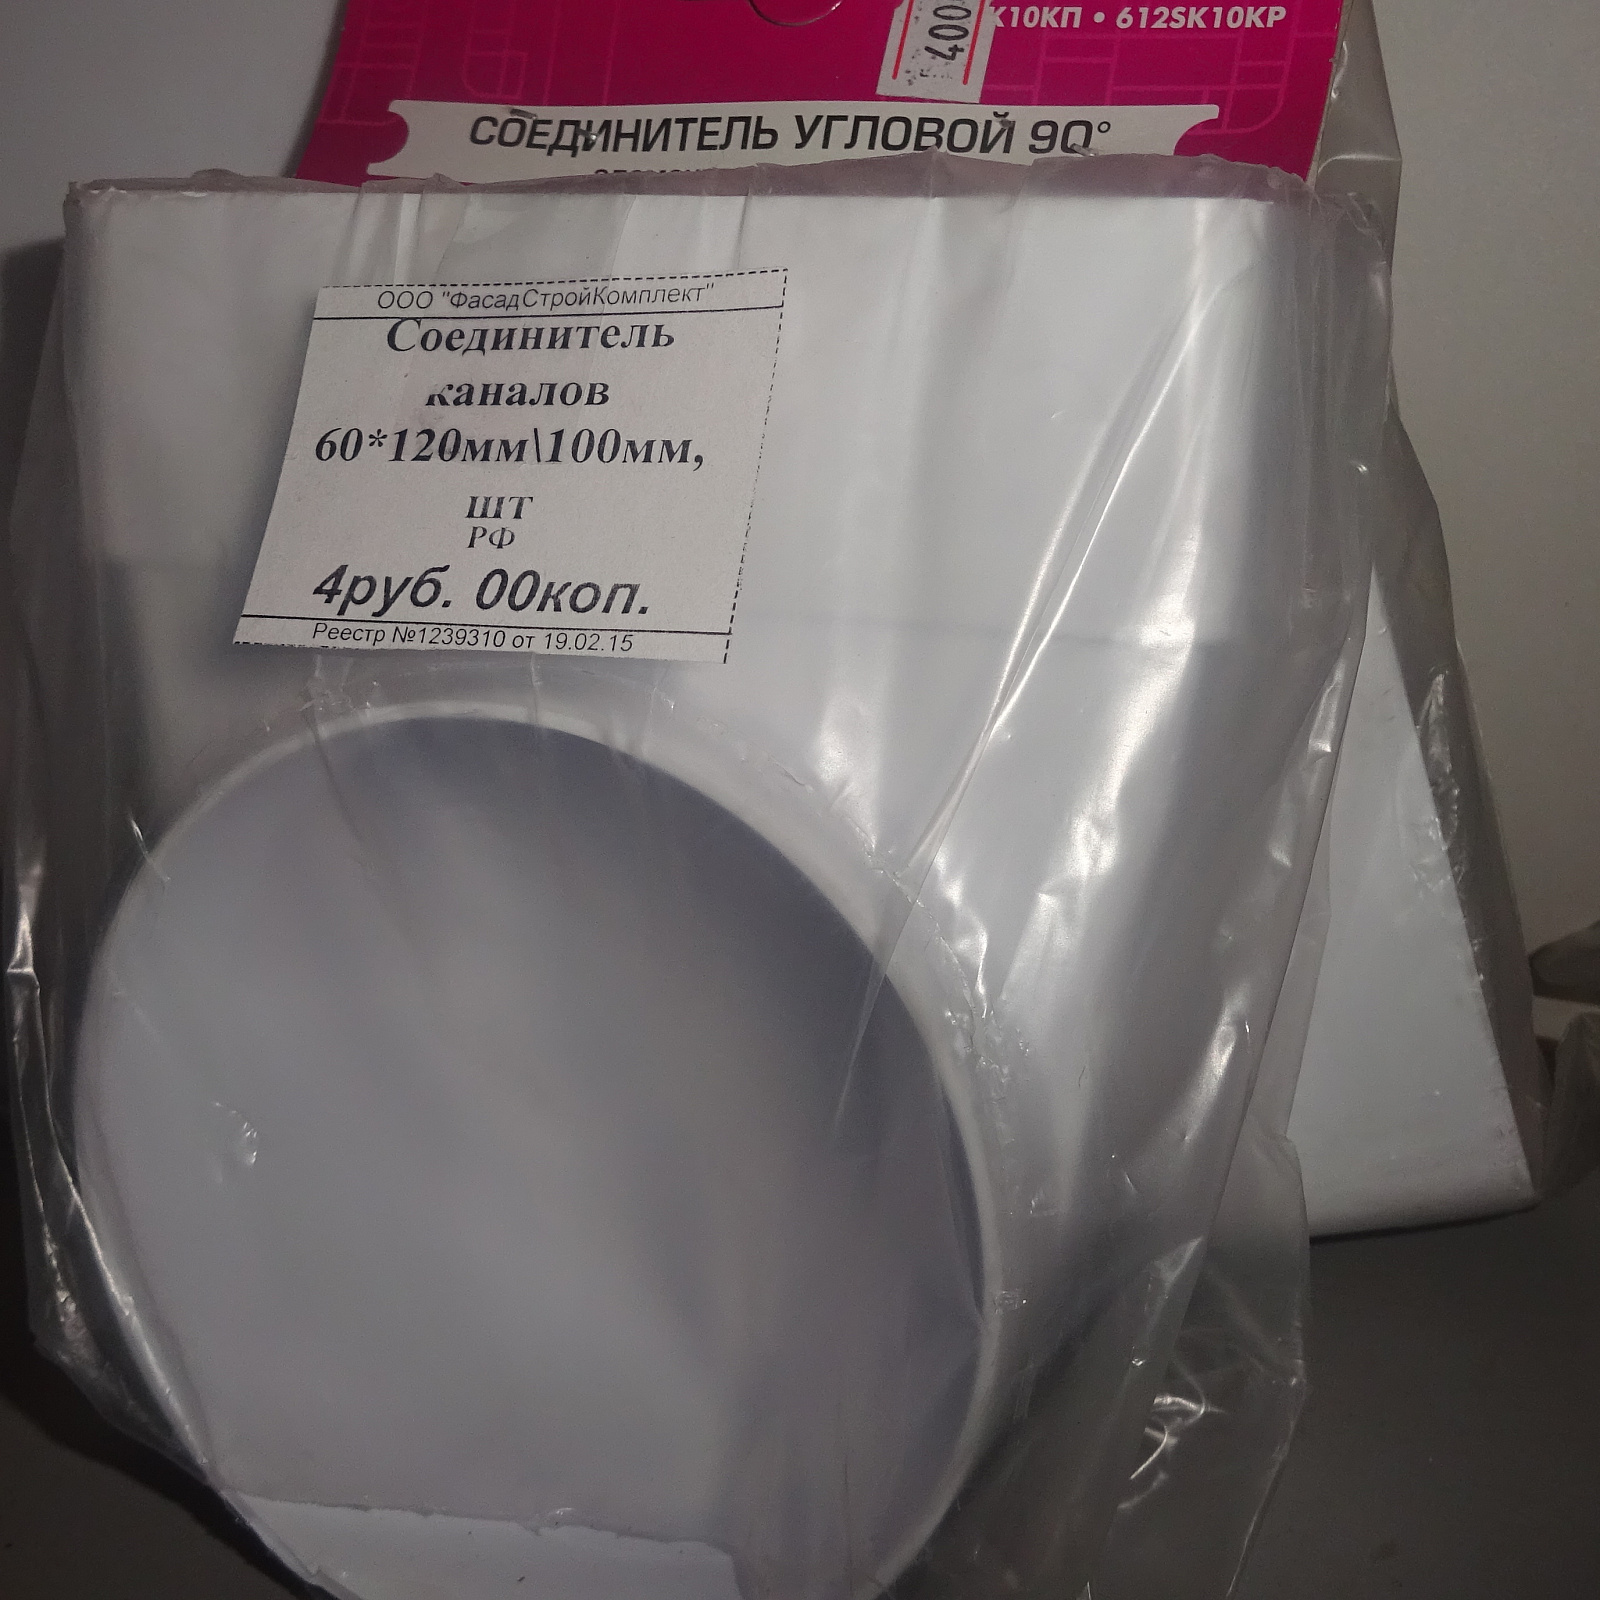 К10КП • 612SK10KP
400
СОЕДИНИТЕЛЬ УГЛОВОЙ 90°
ООО "ФасадСтройКомплект"
Соединитель
каналов
60*120мм\100мм,
шт
РФ
4руб. 00коп.
Реестр №1239310 от 19.02.15